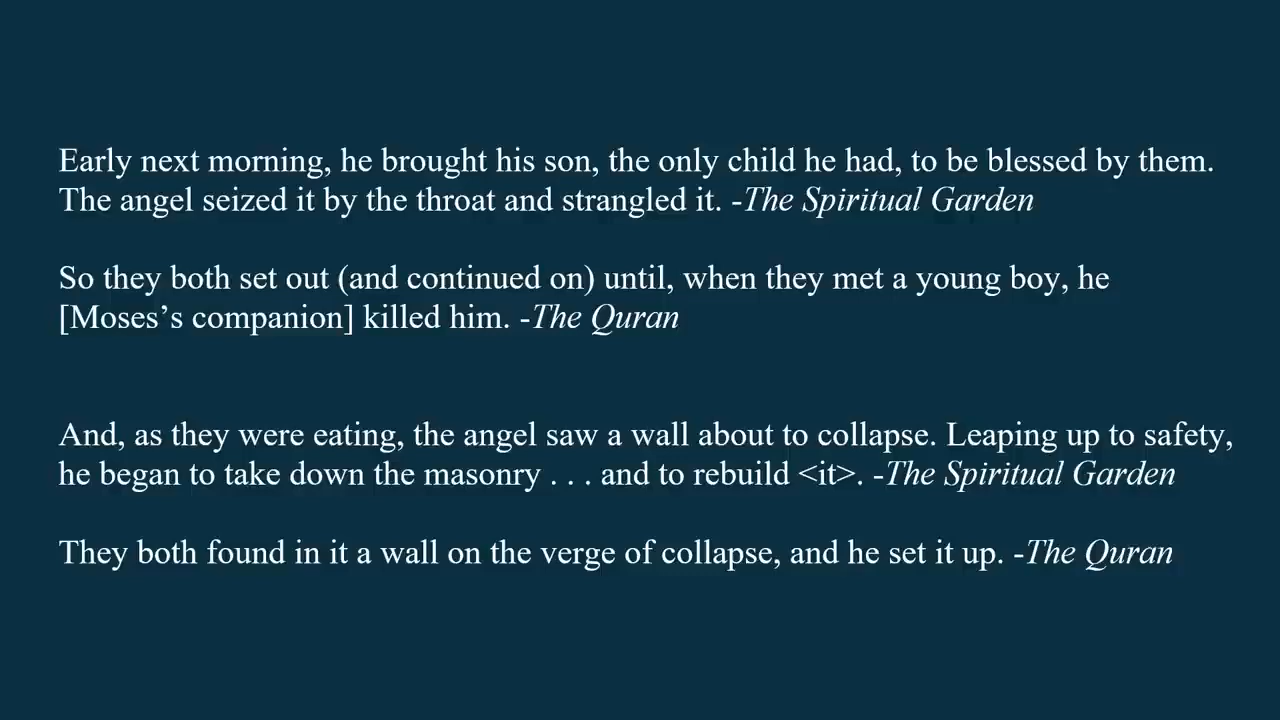 Early next morning, he brought his son, the only child he had, to be blessed by them.
The angel seized it by the throat and strangled it. -The Spiritual Garden
So they both set out (and continued on) until, when they met a young boy, he
[Moses’s companion] killed him. -The Quran
And, as they were eating, the angel saw a wall about to collapse. Leaping up to safety,
he began to take down the masonry . . . and to rebuild <it>. -The Spiritual Garden
They both found in it a wall on the verge of collapse, and he set it up. -The Quran